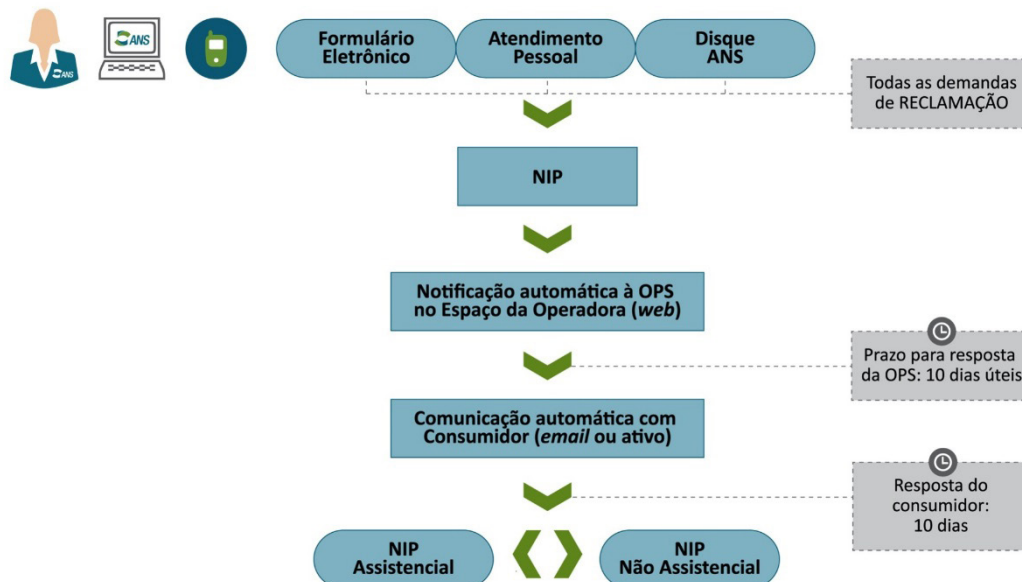 ANS
ANS
Formulário
Eletrônico
Atendimento
Pessoal
Disque
ANS
Todas as demandas
de RECLAMAÇÃO
NIP
Notificação automática à OPS
no Espaço da Operadora (web)
Prazo para resposta
da OPS: 10 dias úteis
Comunicação automática com
Consumidor (email ou ativo)
Resposta do
consumidor:
10 dias
NIP
Assistencial
NIP
Não Assistencial